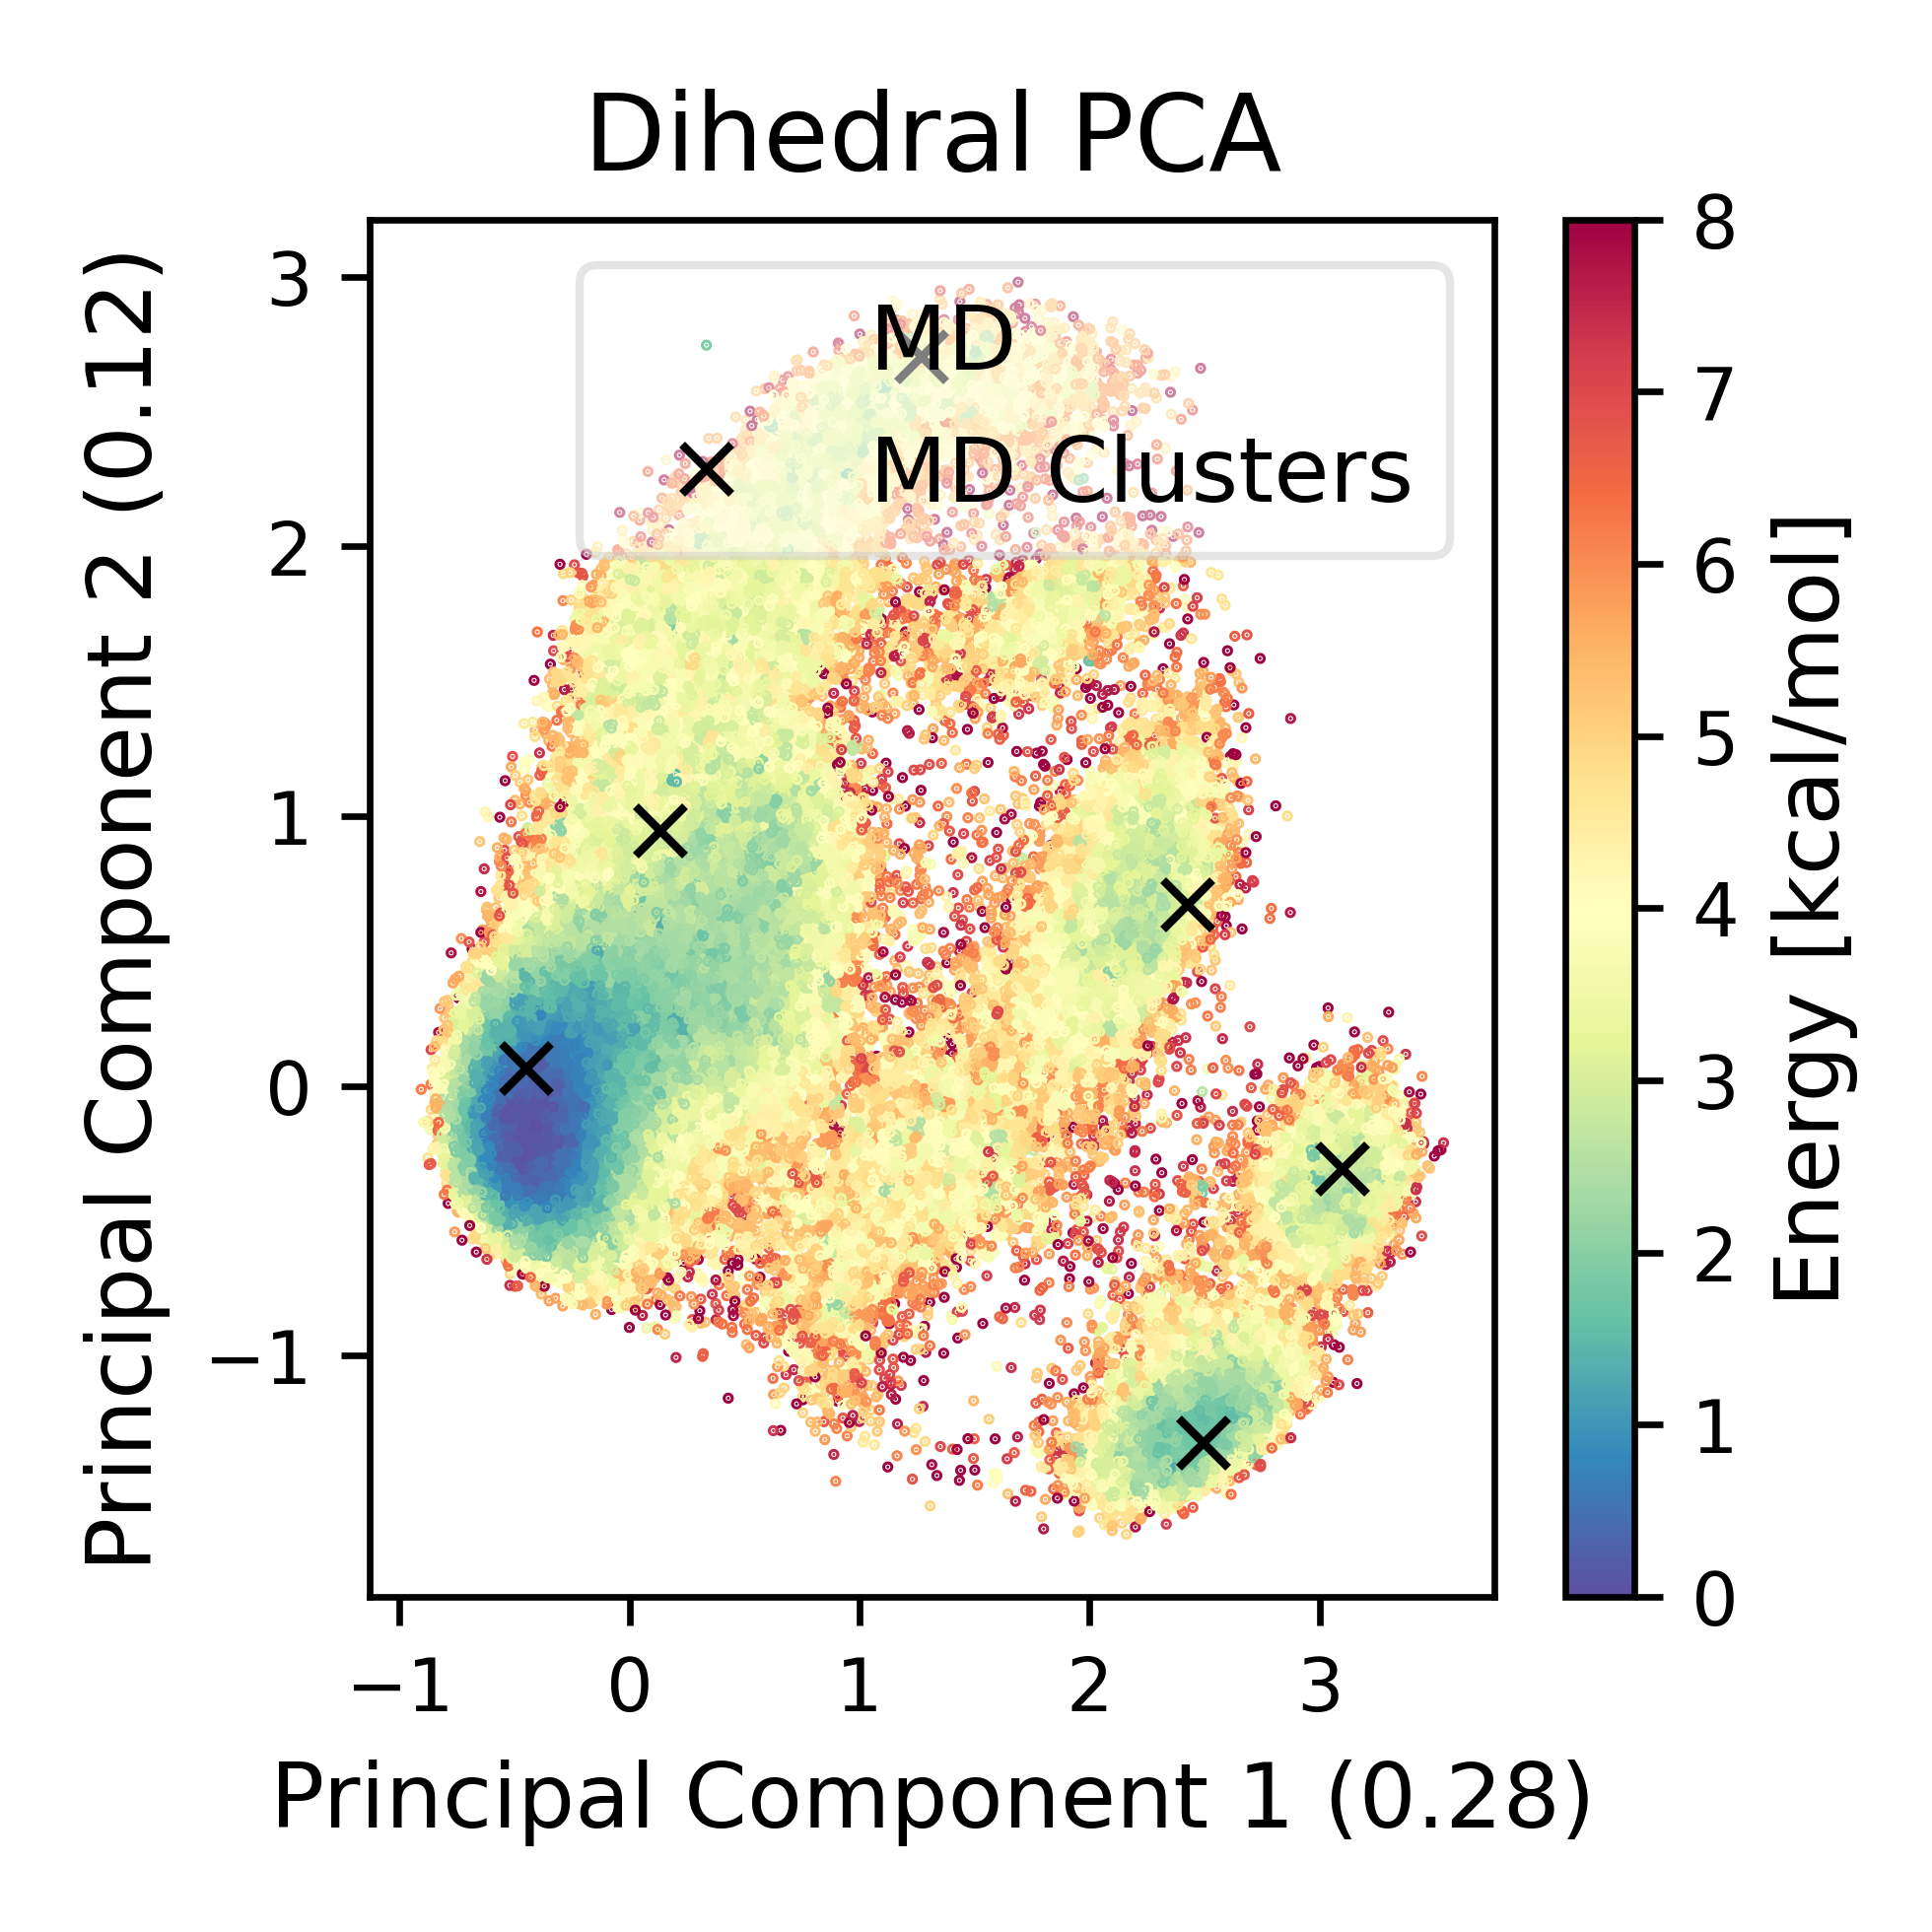 Dihedral PCA
MD
MD Clusters
Principal Component 2 (0.12)
3
2
1
0
−1
−1 0 1 2 3
Principal Component 1 (0.28)
8
7
6
5
4
3
2
1
0
Energy [kcal/mol]